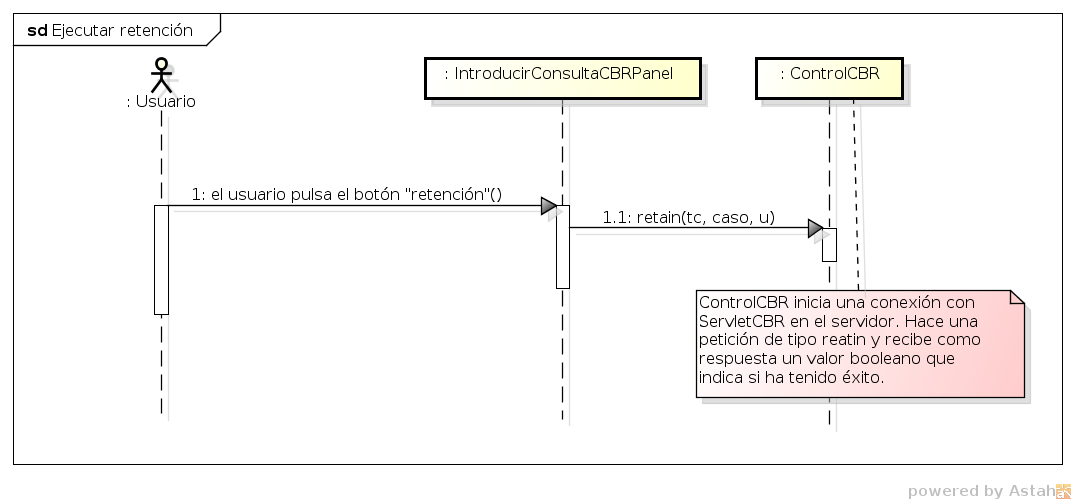 sd Ejecutar retención
: Usuario
: IntroducirConsultaCBRPanel
: ControlCBR
1: el usuario pulsa el botón "retención"()
1.1: retain(tc, caso, u)
ControlCBR inicia una conexión con
ServletCBR en el servidor. Hace una
petición de tipo reatin y recibe como
respuesta un valor booleano que
indica si ha tenido éxito.
powered by Astah